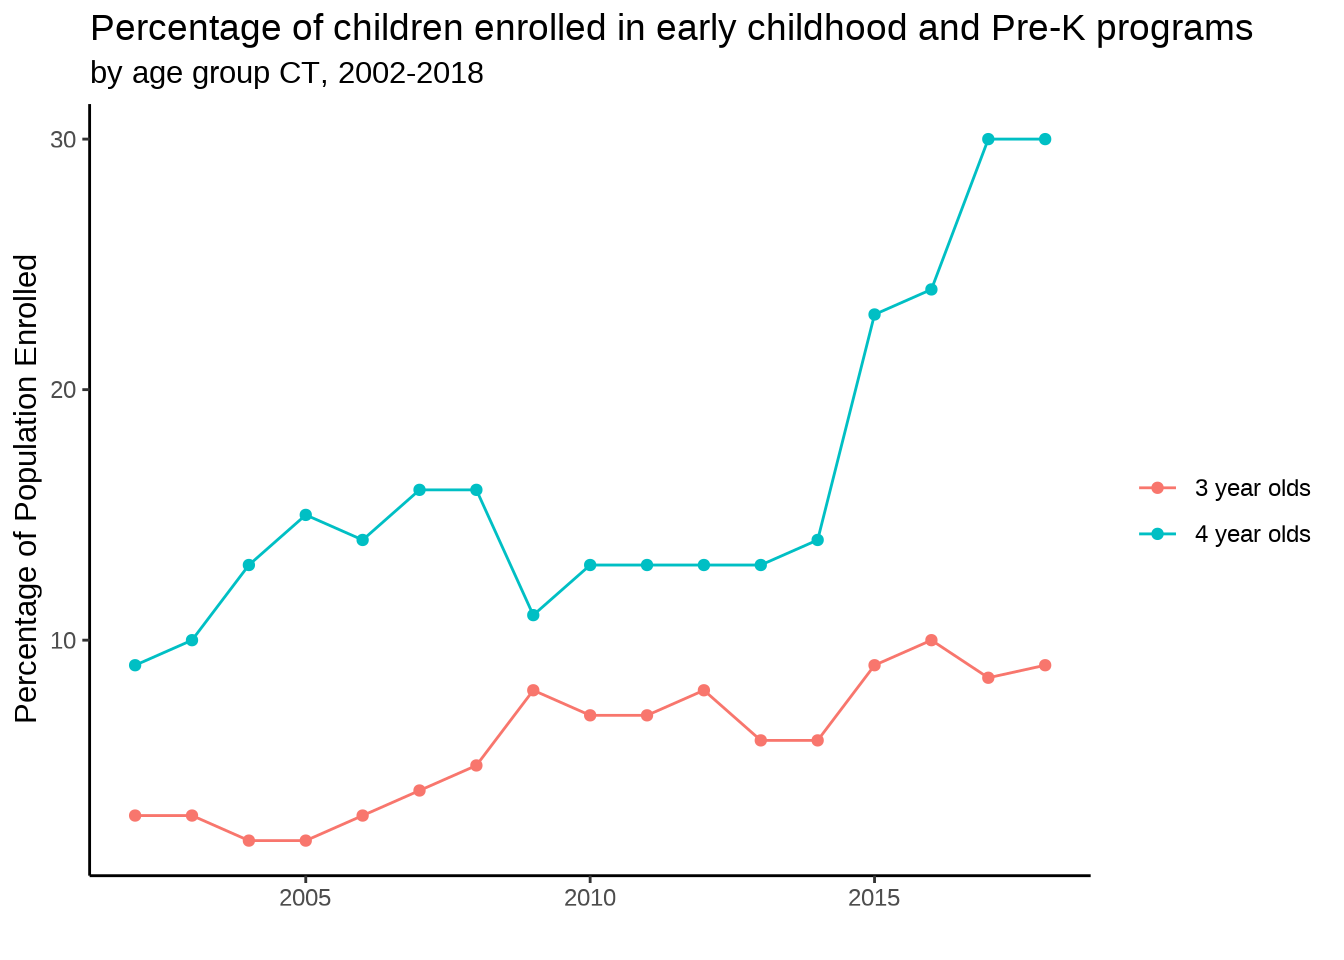 Percentage of children enrolled in early childhood and Pre-K programs
by age group CT, 2002-2018
Percentage of Population Enrolled
30
20
10
2005
2010
2015
3 year olds
4 year olds